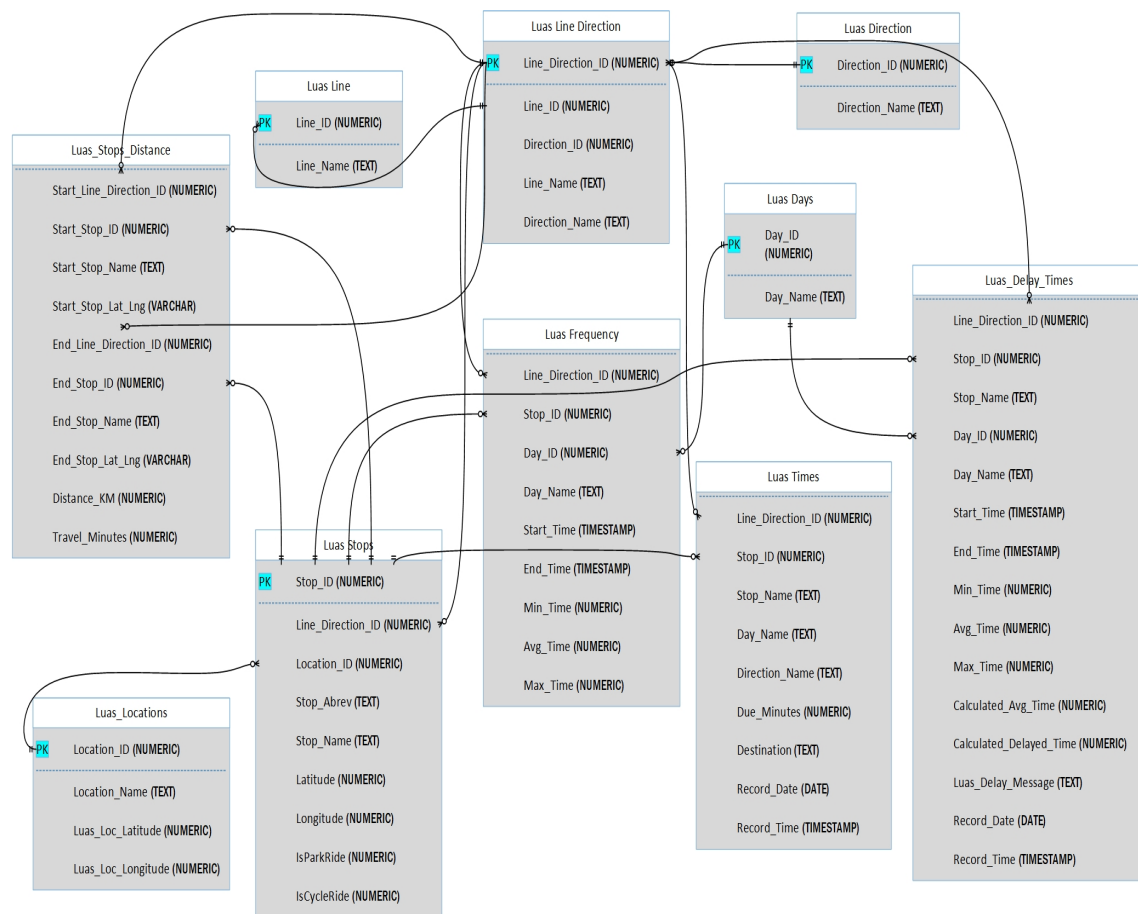 Luas Line Direction
PK Line_Direction_ID (NUMERIC)
Line_ID (NUMERIC)
Direction_ID (NUMERIC)
Line_Name (TEXT)
Direction_Name (TEXT)
Luas Direction
PK Direction_ID (NUMERIC)
Direction_Name (TEXT)
Luas Line
PK Line_ID (NUMERIC)
Line_Name (TEXT)
Luas_Stops_Distance
Start_Line_Direction_ID (NUMERIC)
Start_Stop_ID (NUMERIC)
Start_Stop_Name (TEXT)
Start_Stop_Lat_Lng (VARCHAR)
End_Line_Direction_ID (NUMERIC)
End_Stop_ID (NUMERIC)
End_Stop_Name (TEXT)
End_Stop_Lat_Lng (VARCHAR)
Distance_KM (NUMERIC)
Travel_Minutes (NUMERIC)
Luas Days
PK Day_ID
(NUMERIC)
Day_Name (TEXT)
Luas_Delay_Times
Line_Direction_ID (NUMERIC)
Stop_ID (NUMERIC)
Stop_Name (TEXT)
Day_ID (NUMERIC)
Day_Name (TEXT)
Start_Time (TIMESTAMP)
End_Time (TIMESTAMP)
Min_Time (NUMERIC)
Avg_Time (NUMERIC)
Max_Time (NUMERIC)
Calculated_Avg_Time (NUMERIC)
Calculated_Delayed_Time (NUMERIC)
Luas_Delay_Message (TEXT)
Record_Date (DATE)
Record_Time (TIMESTAMP)
Luas Frequency
Line_Direction_ID (NUMERIC)
Stop_ID (NUMERIC)
Day_ID (NUMERIC)
Day_Name (TEXT)
Start_Time (TIMESTAMP)
End_Time (TIMESTAMP)
Min_Time (NUMERIC)
Avg_Time (NUMERIC)
Max_Time (NUMERIC)
Luas Times
Line_Direction_ID (NUMERIC)
Stop_ID (NUMERIC)
Stop_Name (TEXT)
Day_Name (TEXT)
Direction_Name (TEXT)
Due_Minutes (NUMERIC)
Destination (TEXT)
Record_Date (DATE)
Record_Time (TIMESTAMP)
Luas Stops
PK Stop_ID (NUMERIC)
Line_Direction_ID (NUMERIC)
Location_ID (NUMERIC)
Stop_Abrev (TEXT)
Stop_Name (TEXT)
Latitude (NUMERIC)
Longitude (NUMERIC)
IsParkRide (NUMERIC)
IsCycleRide (NUMERIC)
Luas_Locations
PK Location_ID (NUMERIC)
Location_Name (TEXT)
Luas_Loc_Latitude (NUMERIC)
Luas_Loc_Longitude (NUMERIC)